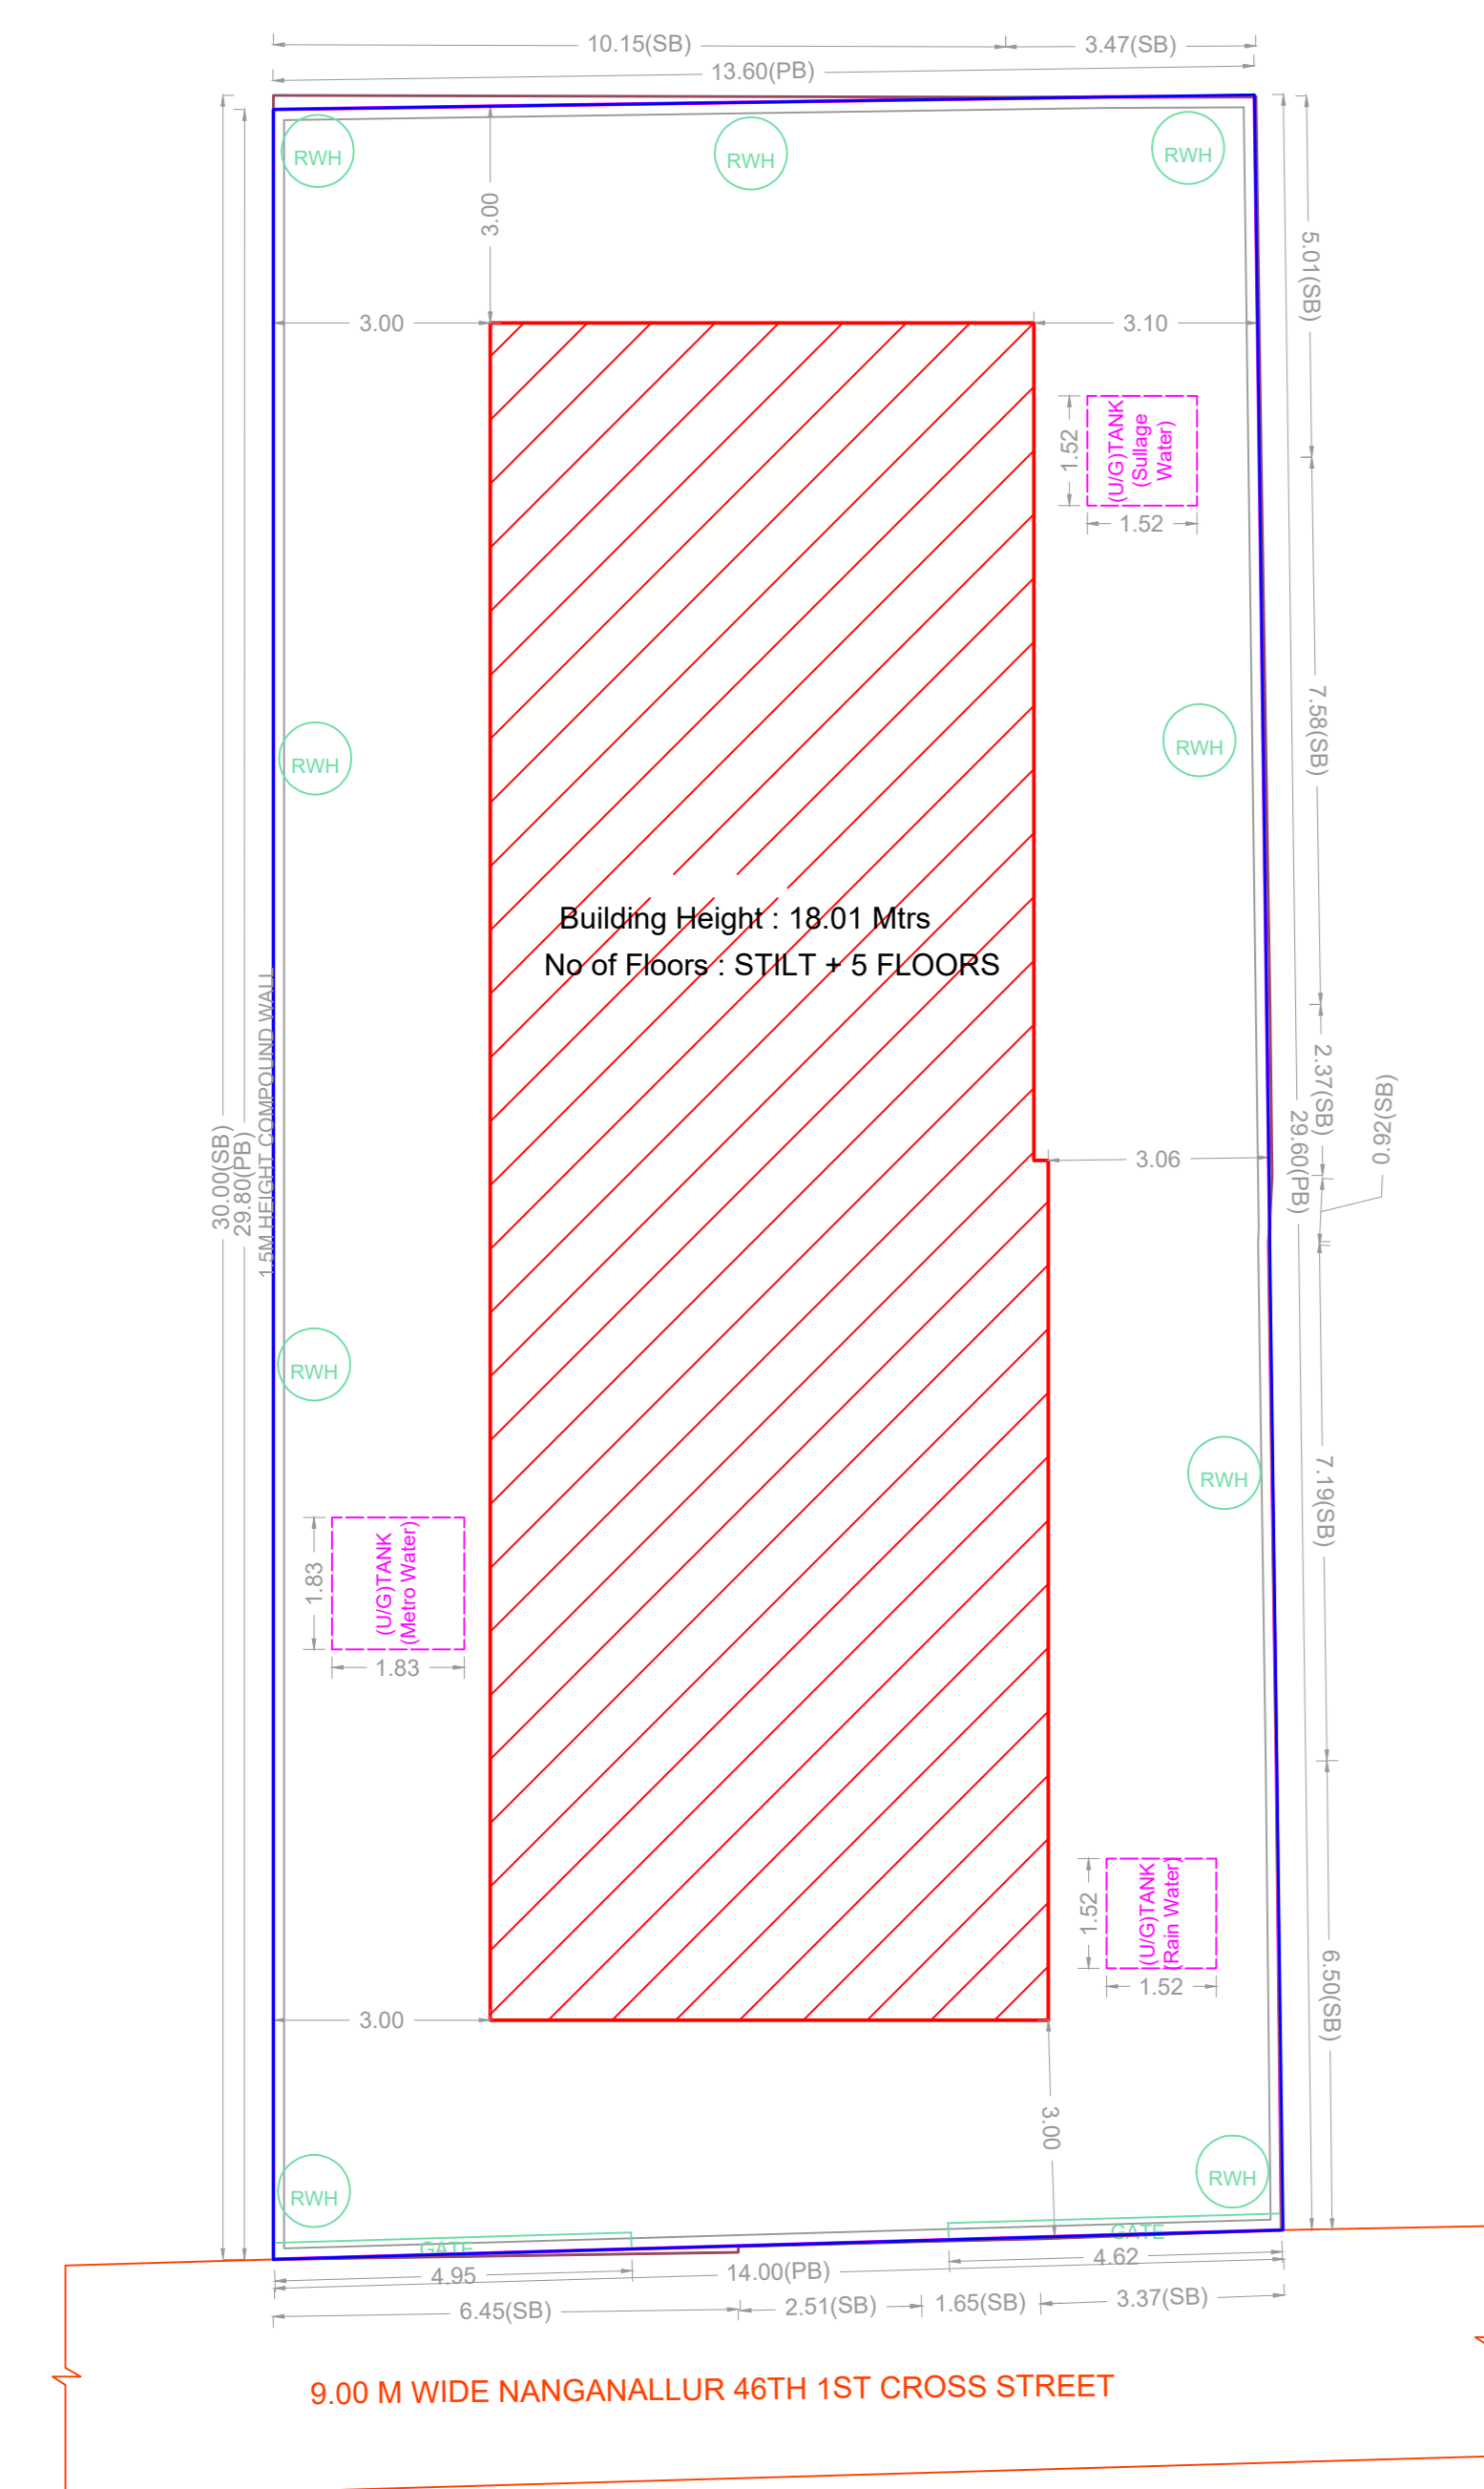 10.15(SB)
3.47(SB)
13.60(PB)
RWH
RWH
RWH
3.00
5.01(SB)
3.00
3.10
(U/G)TANK
(Sullage
Water)
1.52
1.52
RWH
RWH
7.58(SB)
Building Height : 18.01 Mtrs
No of Floors : STILT + 5 FLOORS
30.00(SB)
29.80(PB)
1.5M HEIGHT COMPOUND WALL
2.37(SB)
0.92(SB)
29.60(PB)
3.06
RWH
RWH
7.19(SB)
(U/G)TANK
(Metro Water)
1.83
1.83
(U/G)TANK
(Rain Water)
1.52
1.52
6.50(SB)
3.00
3.00
RWH
RWH
GATE
GATE
4.95
14.00(PB)
4.62
6.45(SB)
2.51(SB)
1.65(SB)
3.37(SB)
9.00 M WIDE NANGANALLUR 46TH 1ST CROSS STREET